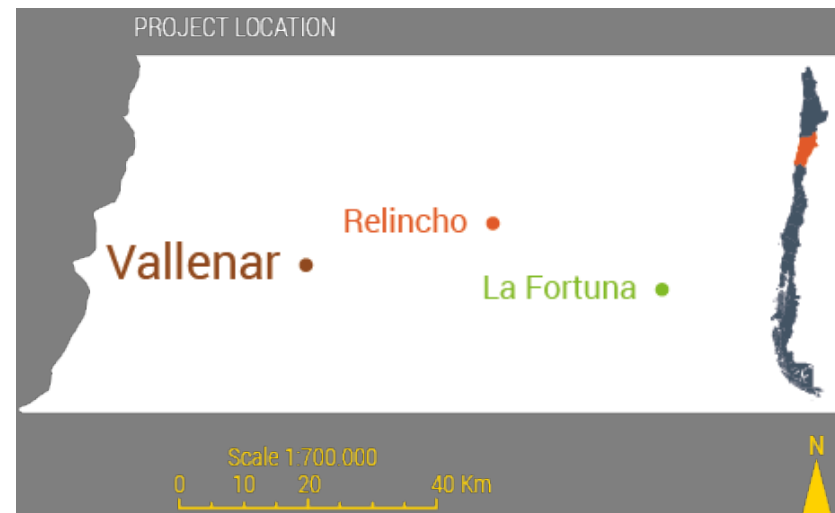 PROJECT LOCATION
Relincho
Vallenar
La Fortuna
Scale 1:700 000
0 10 20 40 Km
N